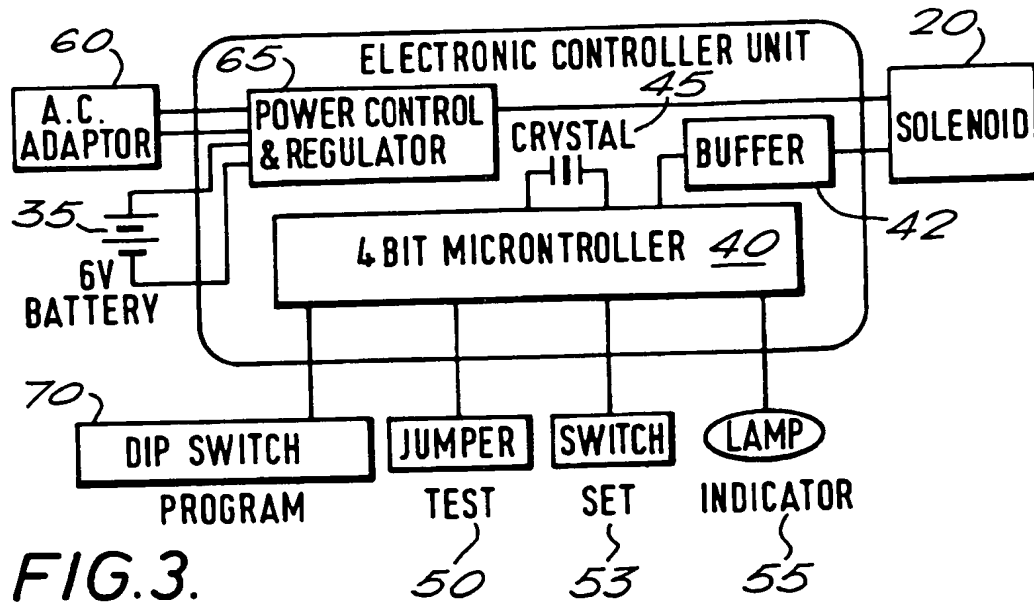 60
65
ELECTRONIC CONTROLLER UNIT
20
A.C.
ADAPTOR
POWER CONTROL
& REGULATOR
CRYSTAL
45
BUFFER
SOLENOID
35
6V
BATTERY
4 BIT MICRONTROLLER 40
42
70
DIP SWITCH
PROGRAM
JUMPER
TEST
50
SWITCH
SET
53
LAMP
INDICATOR
55
FIG.3.